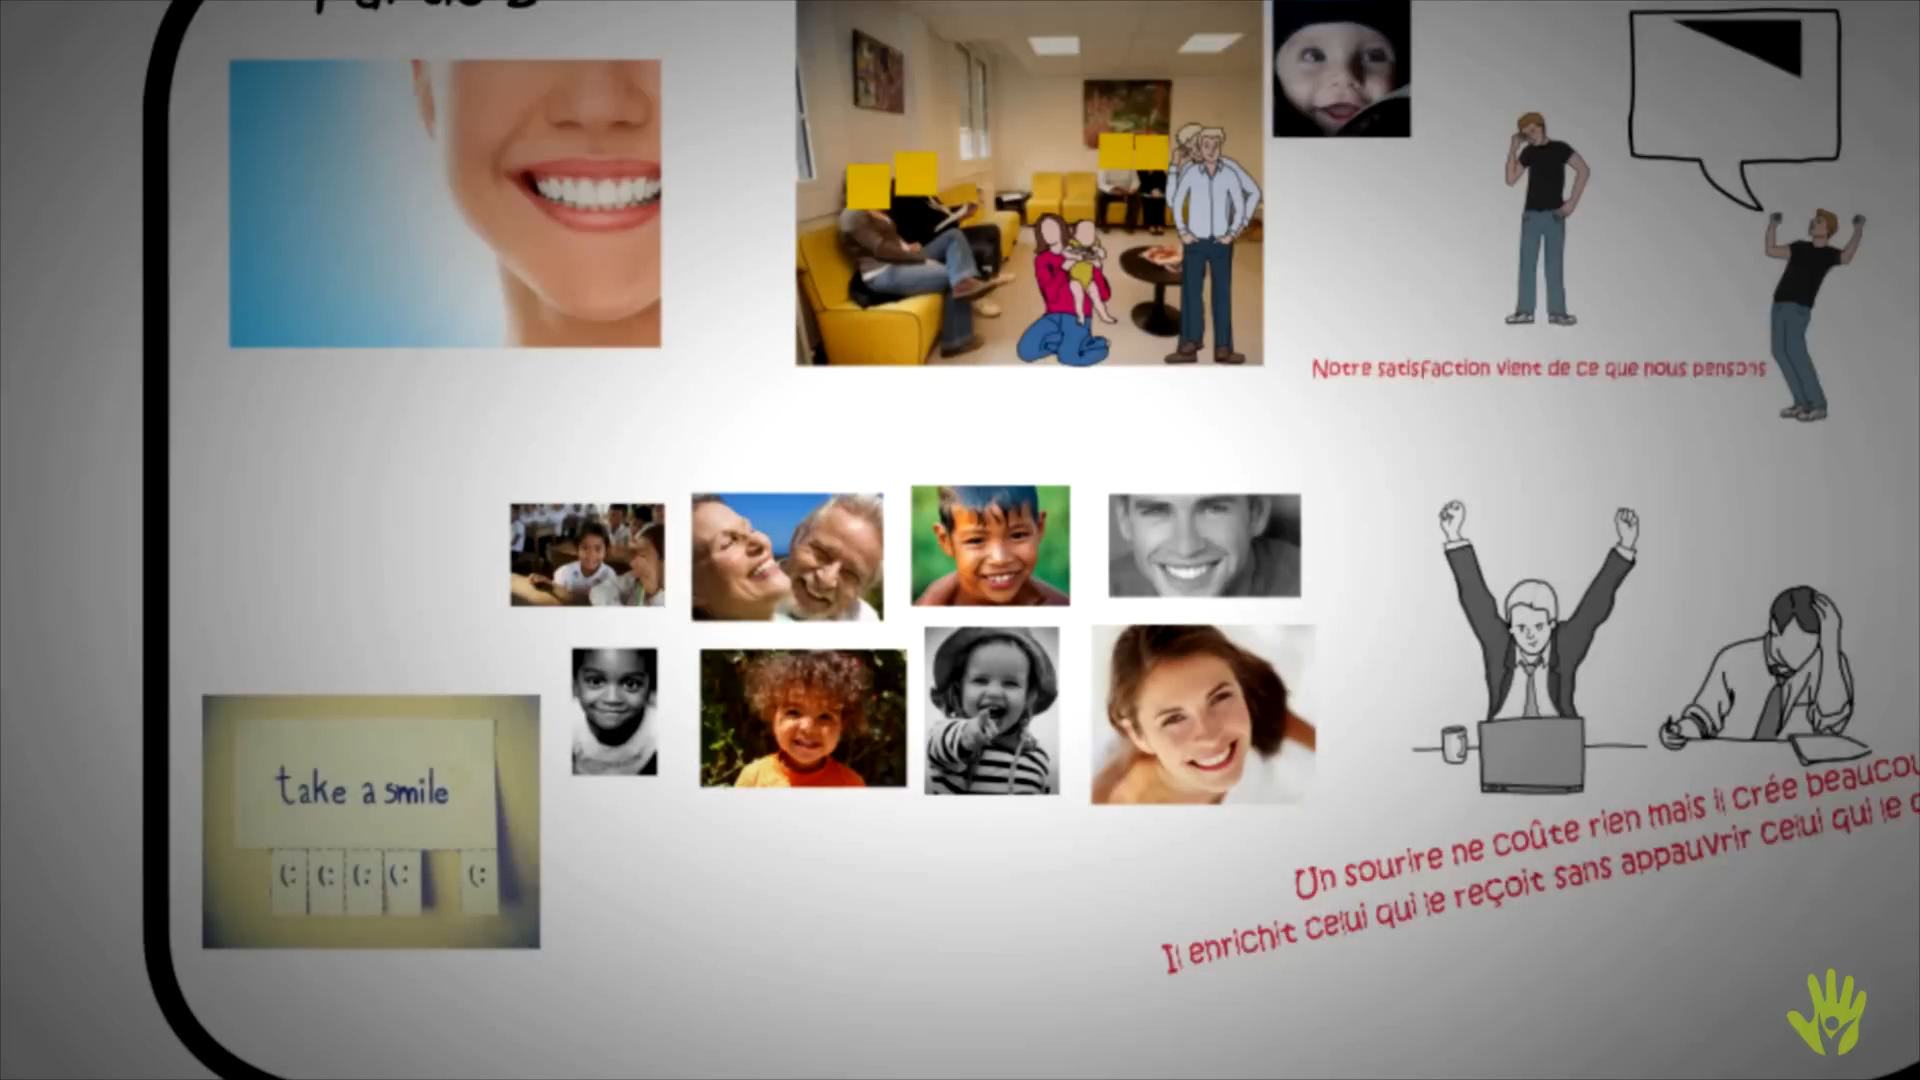 Notre satisfaction vient de ce que nous pensons
take a smile
(: (: (: (: (:
Un sourire ne coûte rien mais il crée beaucou
Il enrichit celui qui le reçoit sans appauvrir celui qui le